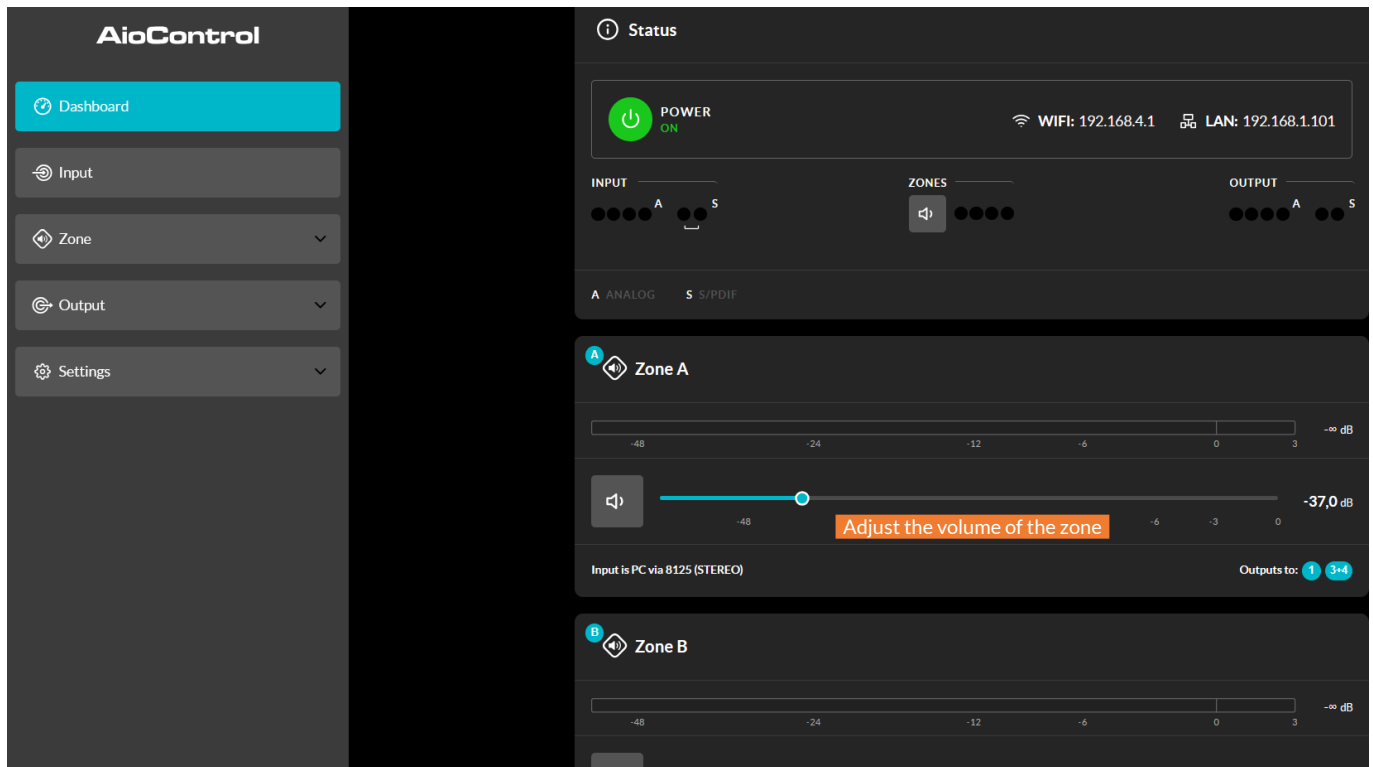 AioControl
Dashboard
Input
Zone
Output
Settings
Status
POWER
ON
WIFI: 192.168.4.1
LAN: 192.168.1.101
INPUT
A
S
ZONES
OUTPUT
A
S
A ANALOG
S S/PDIF
A
Zone A
-∞ dB
-48 -24 -12 -6 0 3
-37,0 dB
-48 -6 -3 0
Adjust the volume of the zone
Input is PC via 8125 (STEREO)
Outputs to: 1 3+4
B
Zone B
-∞ dB
-48 -24 -12 -6 0 3